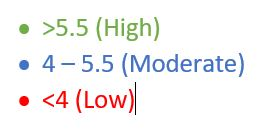 • >5.5 (High)
• 4 – 5.5 (Moderate)
• <4 (Low)